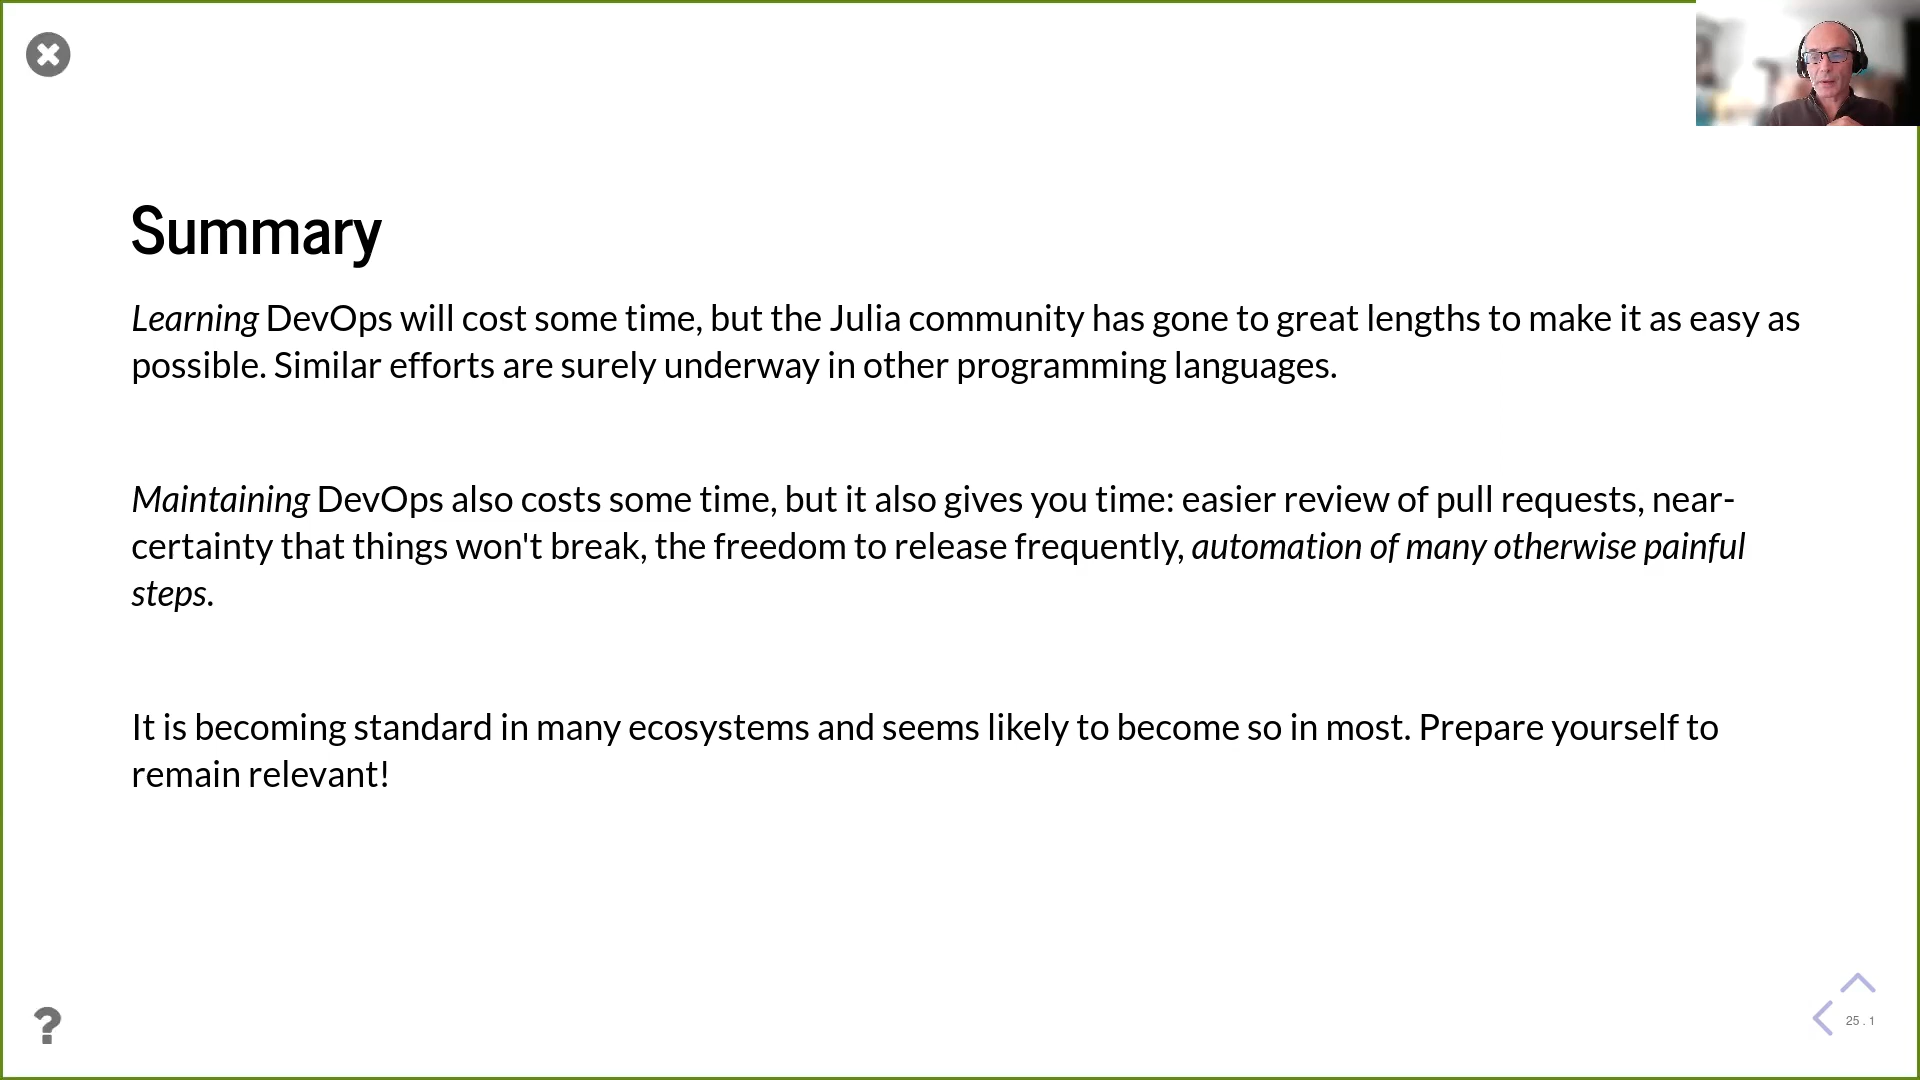 Summary
Learning DevOps will cost some time, but the Julia community has gone to great lengths to make it as easy as
possible. Similar efforts are surely underway in other programming languages.
Maintaining DevOps also costs some time, but it also gives you time: easier review of pull requests, near-
certainty that things won't break, the freedom to release frequently, automation of many otherwise painful
steps.
It is becoming standard in many ecosystems and seems likely to become so in most. Prepare yourself to
remain relevant!
?
25 . 1